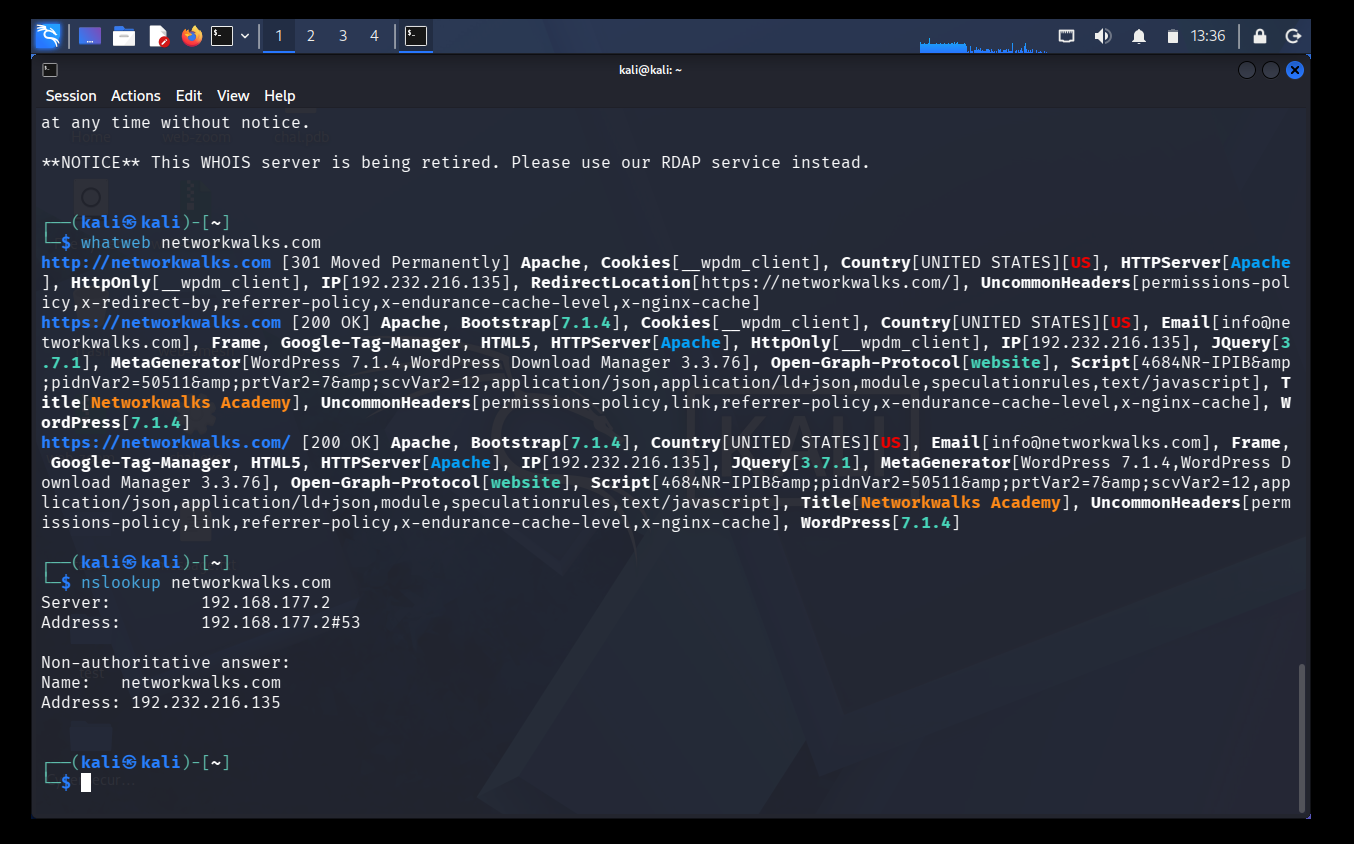 1 2 3 4 13:36
kali@kali: ~
Session Actions Edit View Help
at any time without notice.
**NOTICE** This WHOIS server is being retired. Please use our RDAP service instead.
┌──(kali㉿kali)-[~]
└─$ whatweb networkwalks.com
http://networkwalks.com [301 Moved Permanently] Apache, Cookies[__wpdm_client], Country[UNITED STATES][US], HTTPServer[Apache
], HttpOnly[__wpdm_client], IP[192.232.216.135], RedirectLocation[https://networkwalks.com/], UncommonHeaders[permissions-pol
icy,x-redirect-by,referrer-policy,x-endurance-cache-level,x-nginx-cache]
https://networkwalks.com [200 OK] Apache, Bootstrap[7.1.4], Cookies[__wpdm_client], Country[UNITED STATES][US], Email[info@ne
tworkwalks.com], Frame, Google-Tag-Manager, HTML5, HTTPServer[Apache], HttpOnly[__wpdm_client], IP[192.232.216.135], JQuery[3
.7.1], MetaGenerator[WordPress 7.1.4,WordPress Download Manager 3.3.76], Open-Graph-Protocol[website], Script[4684NR-IPIB&amp
;pidnVar2=50511&amp;prtVar2=7&amp;scvVar2=12,application/json,application/ld+json,module,speculationrules,text/javascript], T
itle[Networkwalks Academy], UncommonHeaders[permissions-policy,link,referrer-policy,x-endurance-cache-level,x-nginx-cache], W
ordPress[7.1.4]
https://networkwalks.com/ [200 OK] Apache, Bootstrap[7.1.4], Country[UNITED STATES][US], Email[info@networkwalks.com], Frame,
Google-Tag-Manager, HTML5, HTTPServer[Apache], IP[192.232.216.135], JQuery[3.7.1], MetaGenerator[WordPress 7.1.4,WordPress D
ownload Manager 3.3.76], Open-Graph-Protocol[website], Script[4684NR-IPIB&amp;pidnVar2=50511&amp;prtVar2=7&amp;scvVar2=12,app
lication/json,application/ld+json,module,speculationrules,text/javascript], Title[Networkwalks Academy], UncommonHeaders[perm
issions-policy,link,referrer-policy,x-endurance-cache-level,x-nginx-cache], WordPress[7.1.4]
┌──(kali㉿kali)-[~]
└─$ nslookup networkwalks.com
Server:         192.168.177.2
Address:        192.168.177.2#53
Non-authoritative answer:
Name:   networkwalks.com
Address: 192.232.216.135
┌──(kali㉿kali)-[~]
└─$